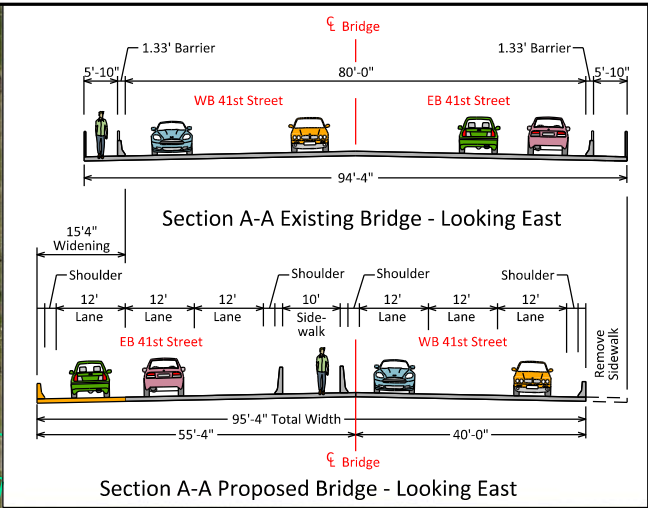 ℄ Bridge
1.33' Barrier
1.33' Barrier
5'-10"
80'-0"
5'-10"
WB 41st Street
EB 41st Street
94'-4"
15'4"
Widening
Section A-A Existing Bridge - Looking East
Shoulder
Shoulder
Shoulder
Shoulder
12'
Lane
12'
Lane
12'
Lane
10'
Side-
walk
12'
Lane
12'
Lane
12'
Lane
EB 41st Street
WB 41st Street
Remove
Sidewalk
95'-4" Total Width
55'-4"
40'-0"
℄ Bridge
Section A-A Proposed Bridge - Looking East